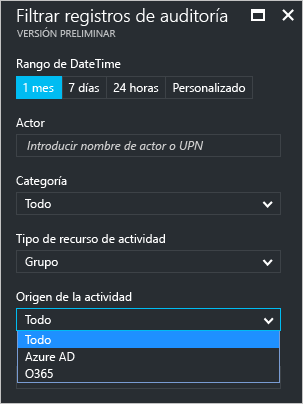 Filtrar registros de auditoría
VERSIÓN PRELIMINAR
Rango de DateTime
1 mes 7 días 24 horas Personalizado
Actor
Introducir nombre de actor o UPN
Categoría
Todo
Tipo de recurso de actividad
Grupo
Origen de la actividad
Todo
Todo
Azure AD
O365